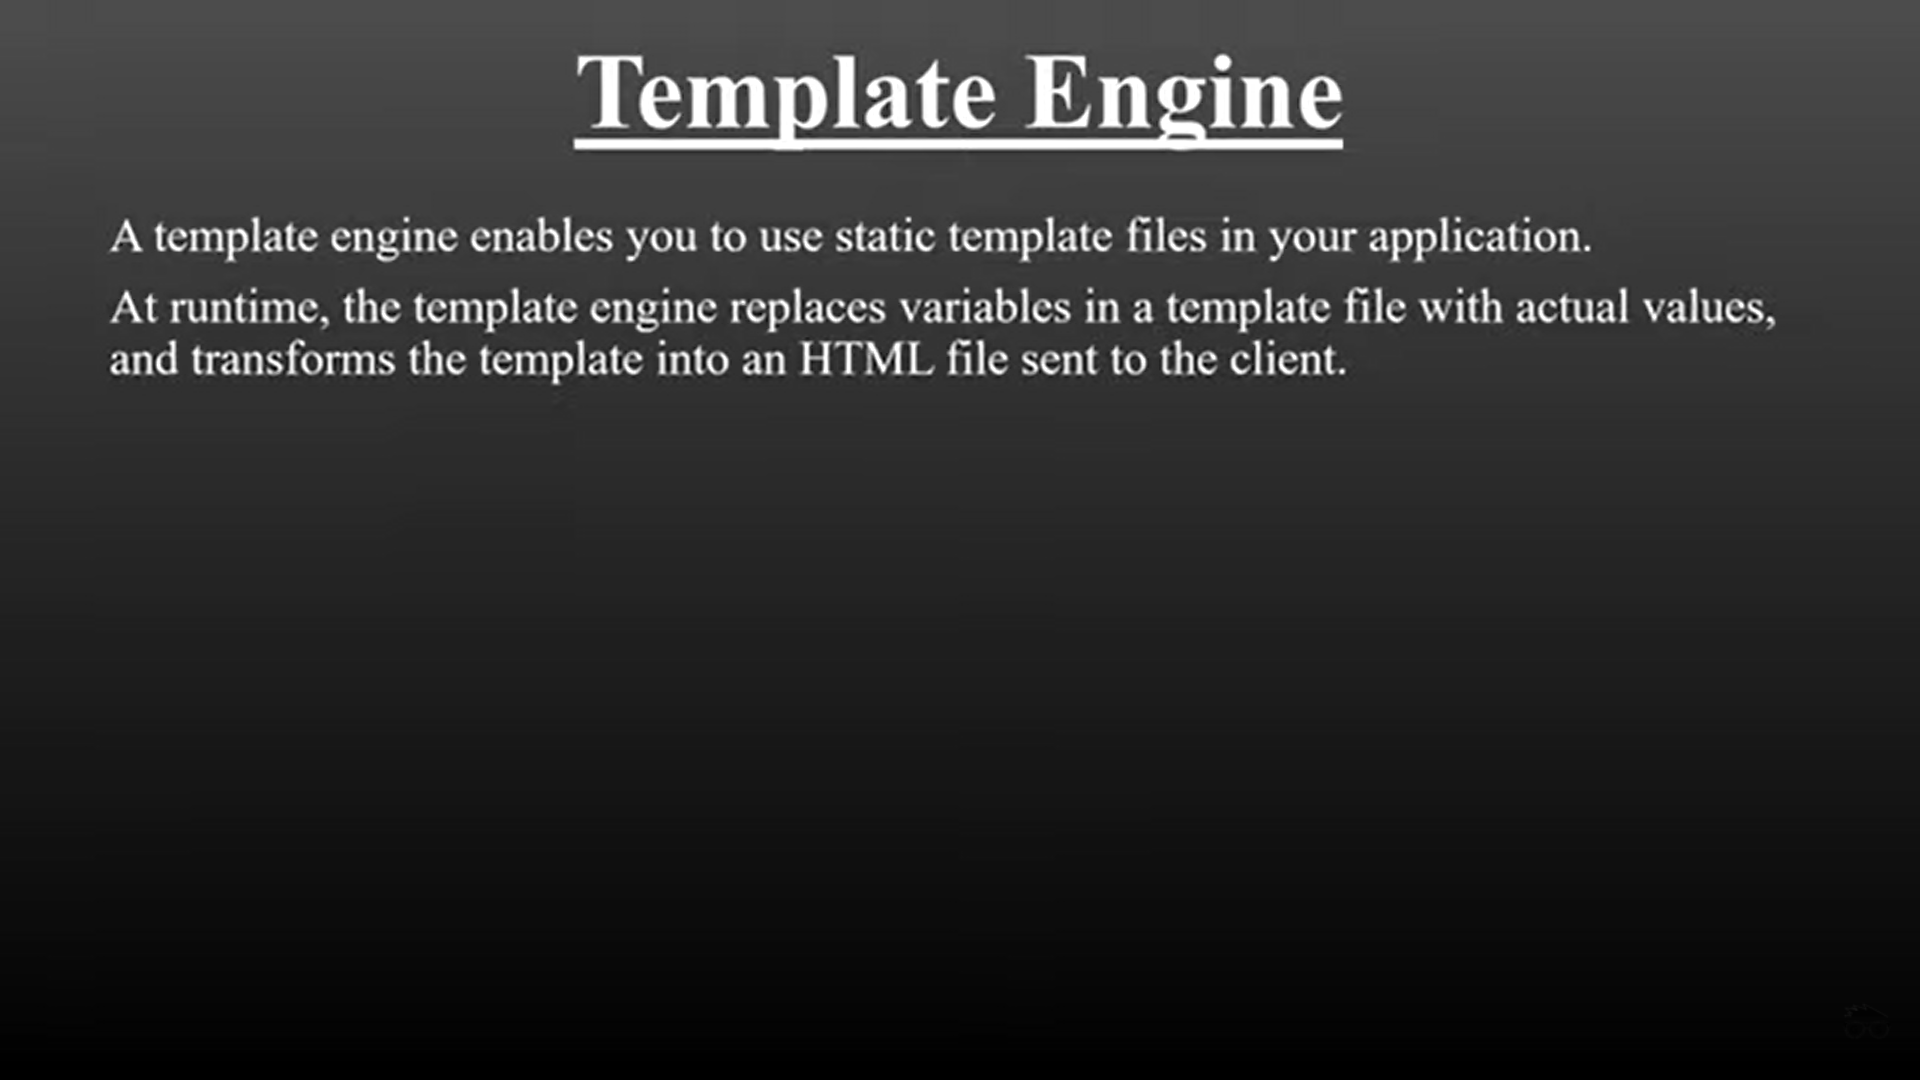 Template Engine
A template engine enables you to use static template files in your application.
At runtime, the template engine replaces variables in a template file with actual values,
and transforms the template into an HTML file sent to the client.